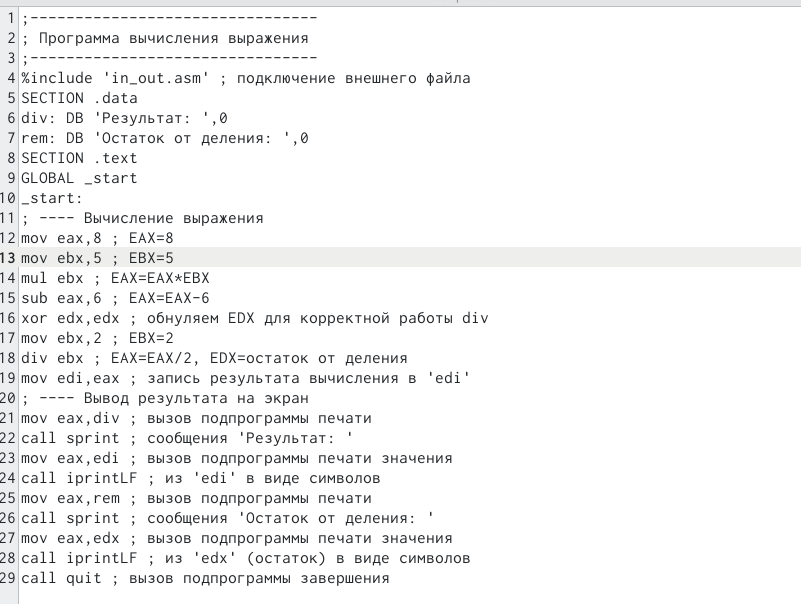 1 ;--------------------------------
2 ; Программа вычисления выражения
3 ;--------------------------------
4 %include 'in_out.asm' ; подключение внешнего файла
5 SECTION .data
6 div: DB 'Результат: ',0
7 rem: DB 'Остаток от деления: ',0
8 SECTION .text
9 GLOBAL _start
10 _start:
11 ; ---- Вычисление выражения
12 mov eax,8 ; EAX=8
13 mov ebx,5 ; EBX=5
14 mul ebx ; EAX=EAX*EBX
15 sub eax,6 ; EAX=EAX-6
16 xor edx,edx ; обнуляем EDX для корректной работы div
17 mov ebx,2 ; EBX=2
18 div ebx ; EAX=EAX/2, EDX=остаток от деления
19 mov edi,eax ; запись результата вычисления в 'edi'
20 ; ---- Вывод результата на экран
21 mov eax,div ; вызов подпрограммы печати
22 call sprint ; сообщения 'Результат: '
23 mov eax,edi ; вызов подпрограммы печати значения
24 call iprintLF ; из 'edi' в виде символов
25 mov eax,rem ; вызов подпрограммы печати
26 call sprint ; сообщения 'Остаток от деления: '
27 mov eax,edx ; вызов подпрограммы печати значения
28 call iprintLF ; из 'edx' (остаток) в виде символов
29 call quit ; вызов подпрограммы завершения